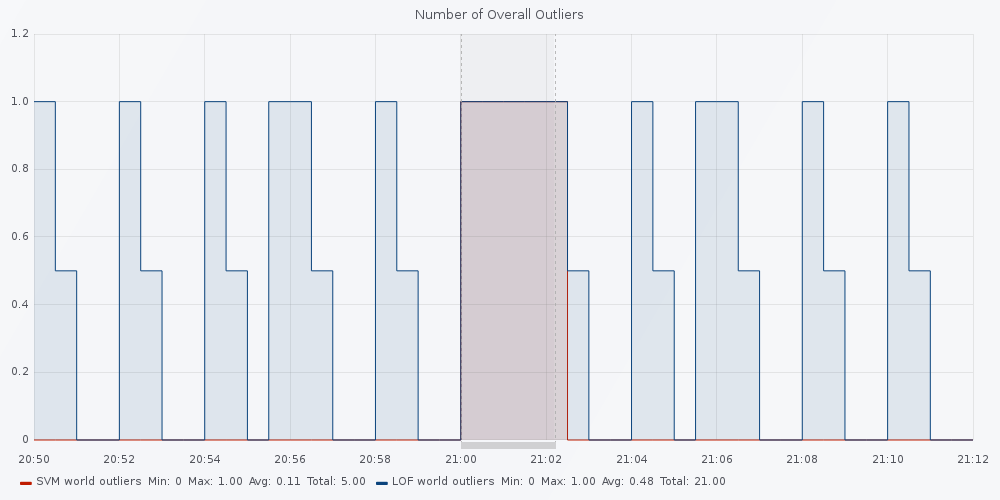 Number of Overall Outliers
1.2
1.0
0.8
0.6
0.4
0.2
0
20:50 20:52 20:54 20:56 20:58 21:00 21:02 21:04 21:06 21:08 21:10 21:12
SVM world outliers Min: 0 Max: 1.00 Avg: 0.11 Total: 5.00 LOF world outliers Min: 0 Max: 1.00 Avg: 0.48 Total: 21.00